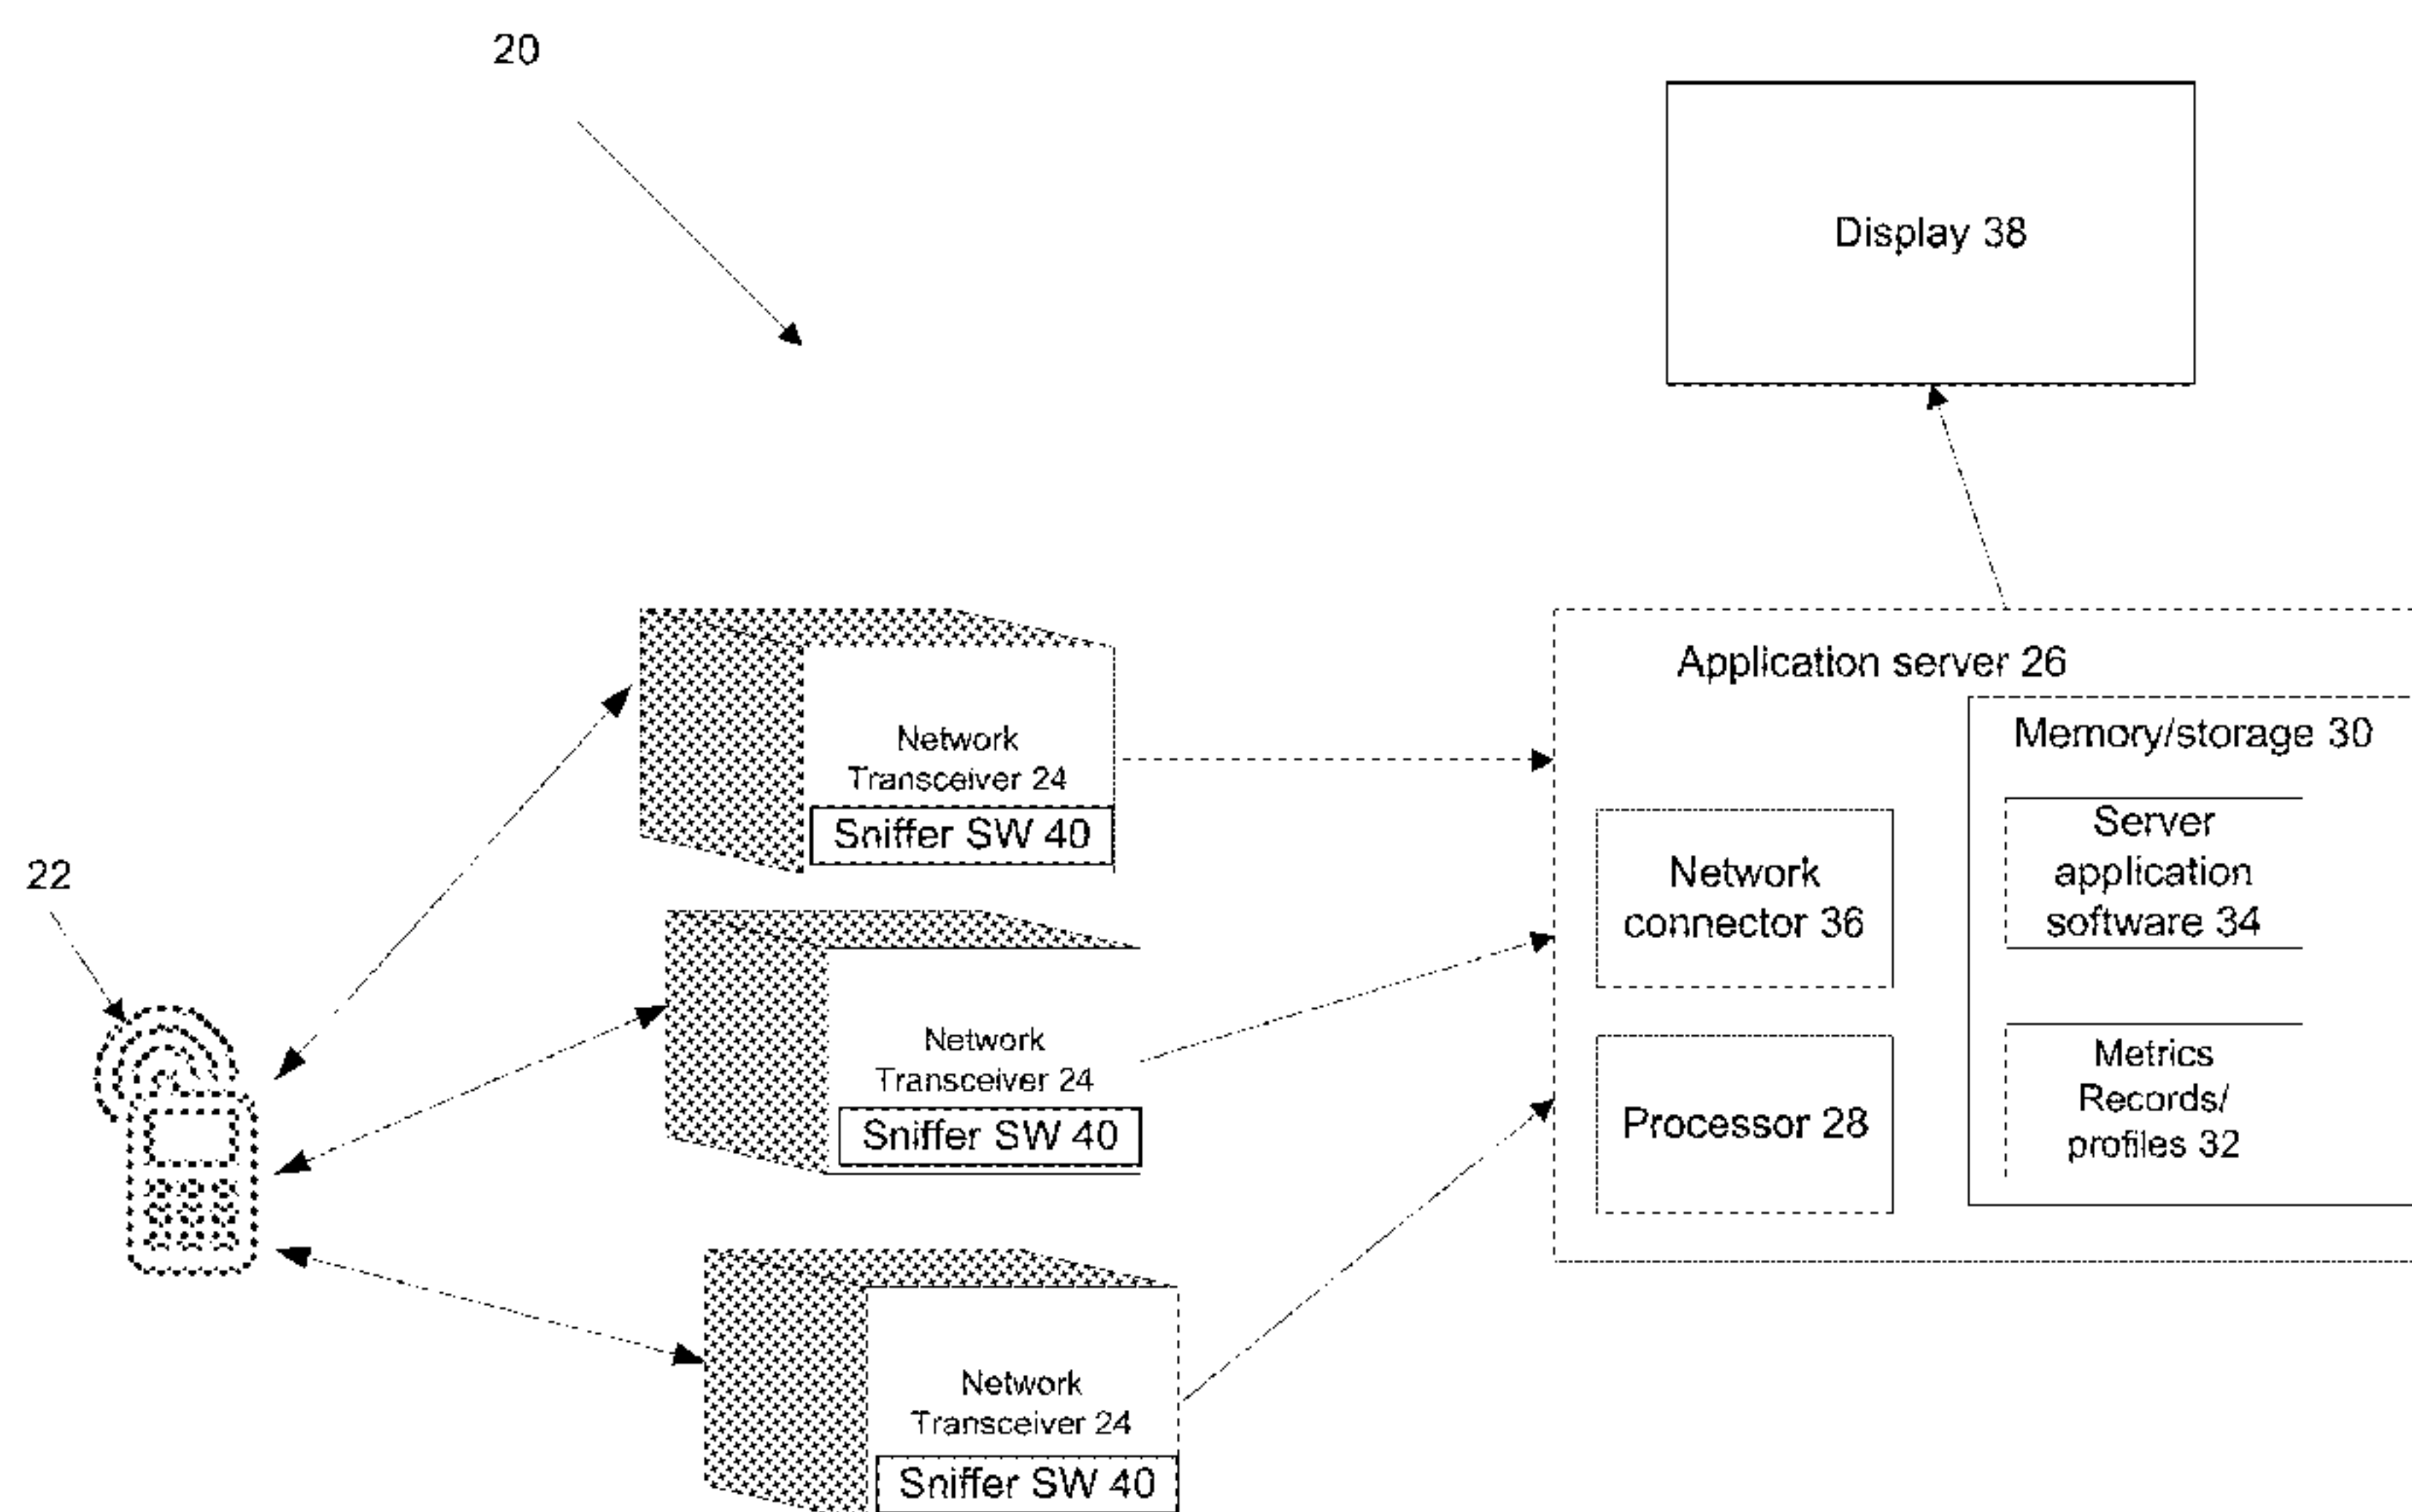 20
Display 38
Application server 26
Memory/storage 30
Network
Transceiver 24
Sniffer SW 40
Server
application
software 34
Network
connector 36
22
Network
Transceiver 24
Sniffer SW 40
Metrics
Records/
profiles 32
Processor 28
Network
Transceiver 24
Sniffer SW 40